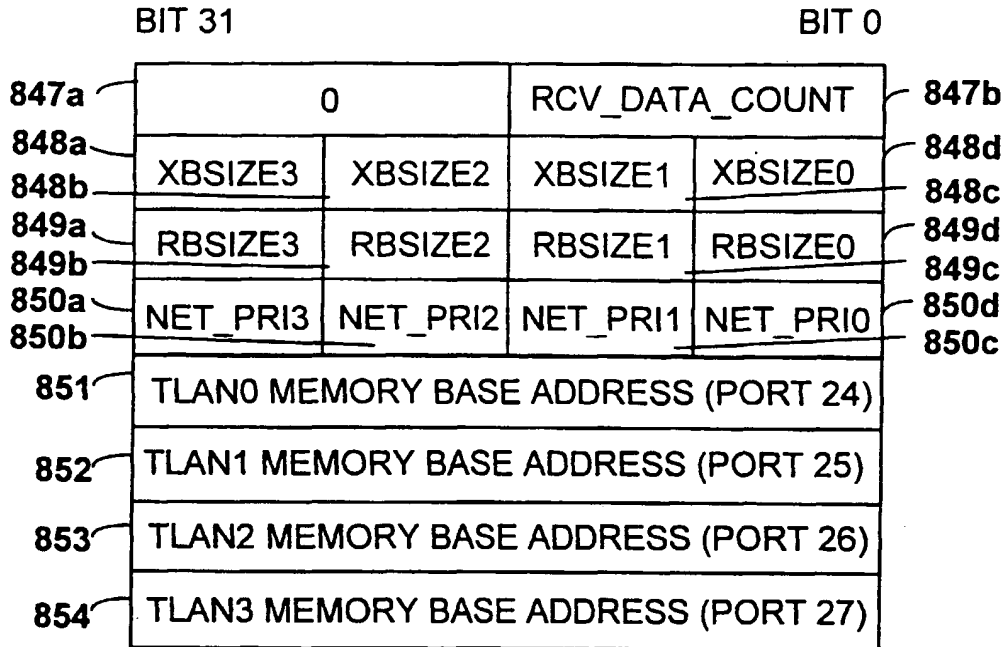 BIT 31 BIT 0
847a 0 RCV_DATA_COUNT 847b
848a XBSIZE3 XBSIZE2 XBSIZE1 XBSIZE0 848d
848b 848c
849a RBSIZE3 RBSIZE2 RBSIZE1 RBSIZE0 849d
849b 849c
850a NET_PRI3 NET_PRI2 NET_PRI1 NET_PRI0 850d
850b 850c
851 TLAN0 MEMORY BASE ADDRESS (PORT 24)
852 TLAN1 MEMORY BASE ADDRESS (PORT 25)
853 TLAN2 MEMORY BASE ADDRESS (PORT 26)
854 TLAN3 MEMORY BASE ADDRESS (PORT 27)